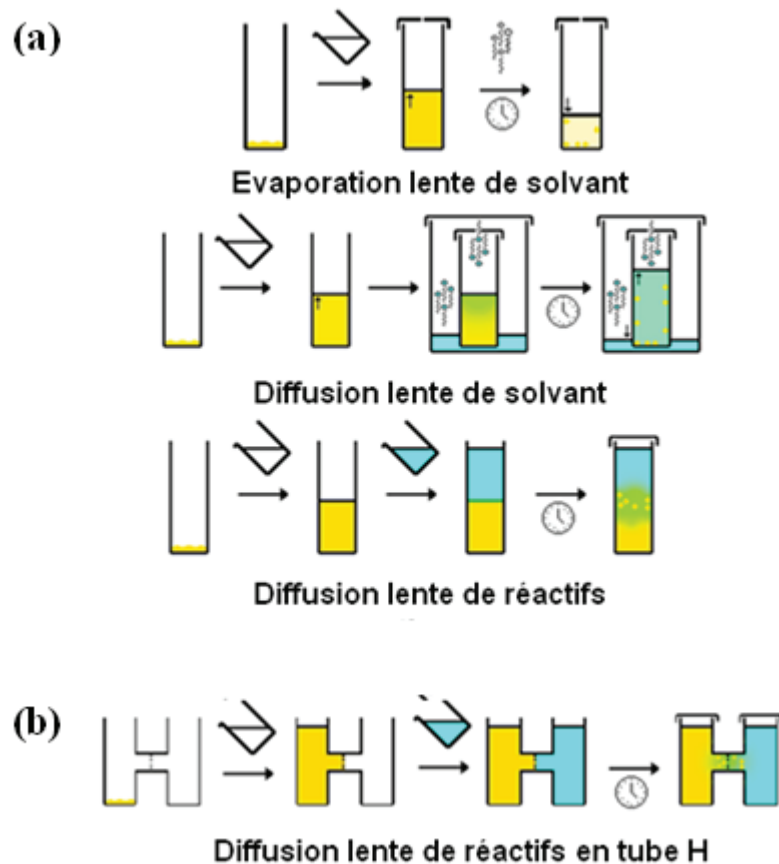 (a)
Evaporation lente de solvant
Diffusion lente de solvant
Diffusion lente de réactifs
(b)
Diffusion lente de réactifs en tube H